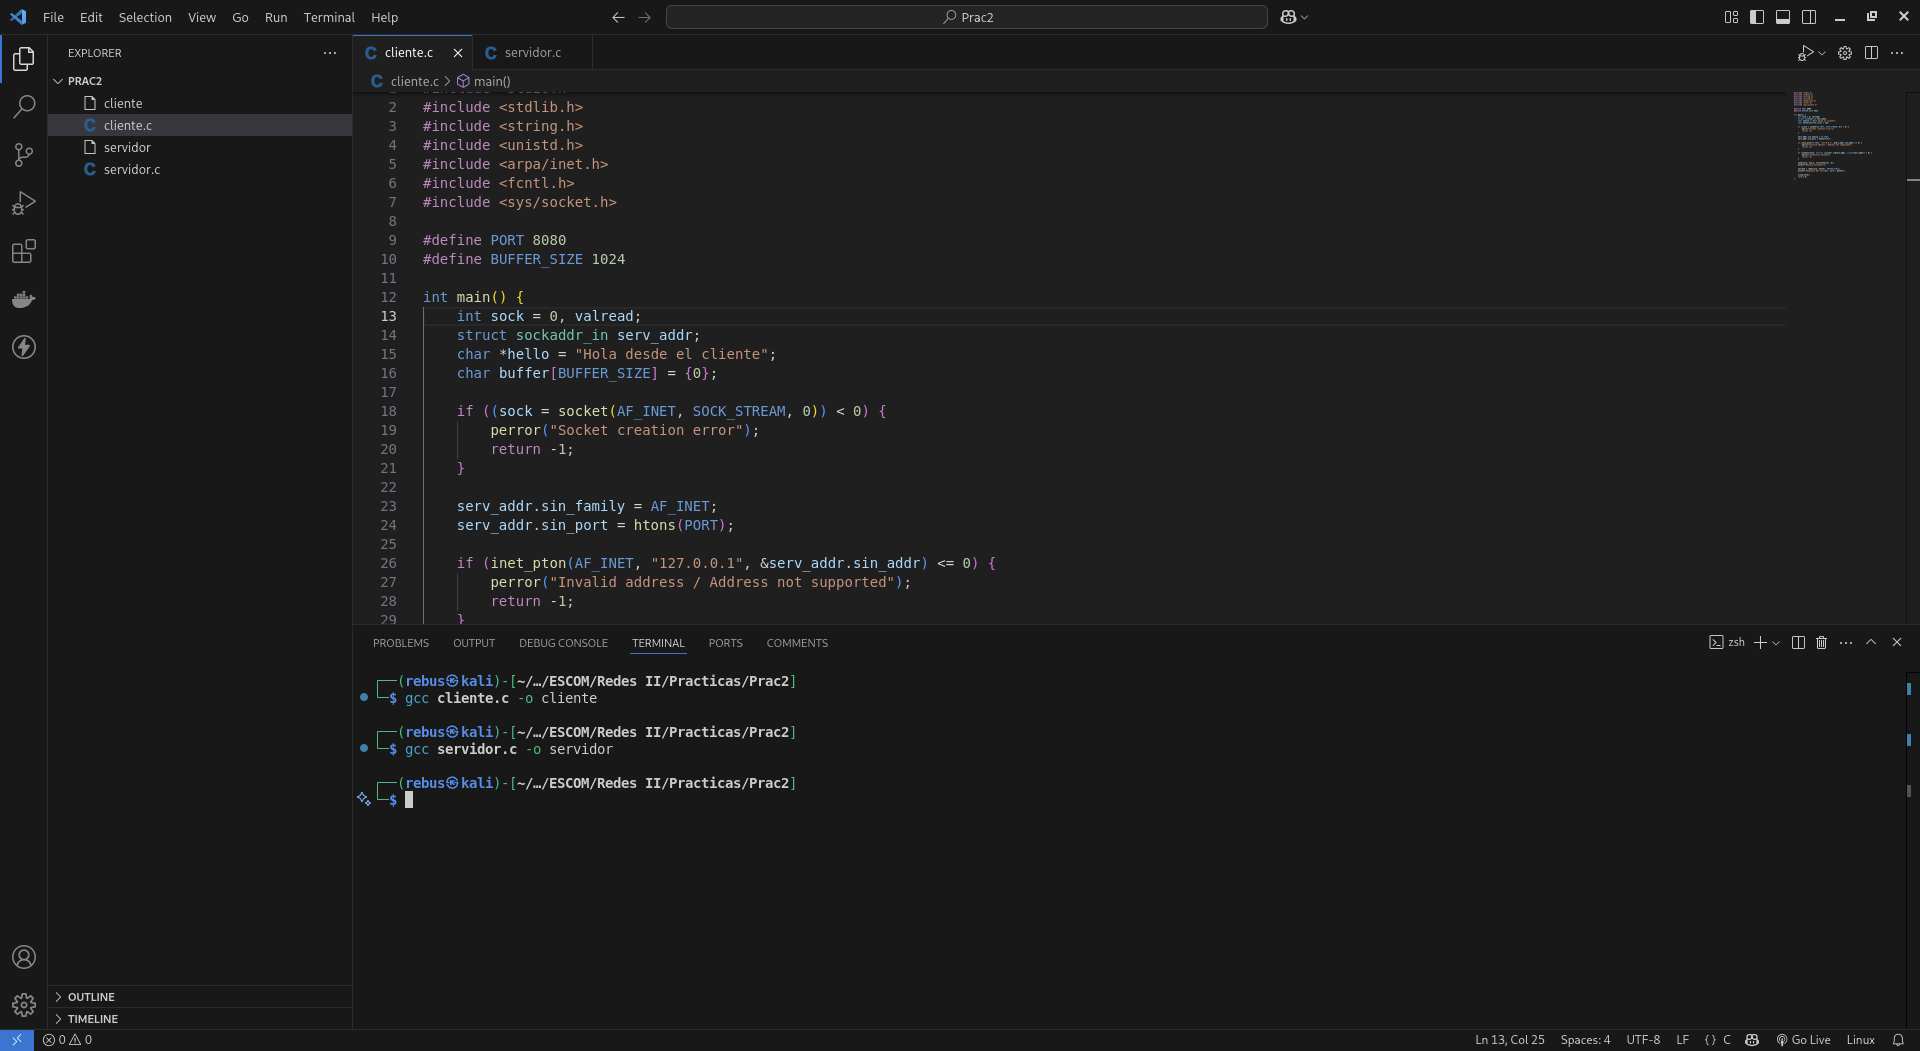 File Edit Selection View Go Run Terminal Help
Prac2
EXPLORER
PRAC2
cliente
cliente.c
servidor
servidor.c
OUTLINE
TIMELINE
cliente.c servidor.c
cliente.c > main()
2 #include <stdlib.h>
3 #include <string.h>
4 #include <unistd.h>
5 #include <arpa/inet.h>
6 #include <fcntl.h>
7 #include <sys/socket.h>
8
9 #define PORT 8080
10 #define BUFFER_SIZE 1024
11
12 int main() {
13 int sock = 0, valread;
14 struct sockaddr_in serv_addr;
15 char *hello = "Hola desde el cliente";
16 char buffer[BUFFER_SIZE] = {0};
17
18 if ((sock = socket(AF_INET, SOCK_STREAM, 0)) < 0) {
19 perror("Socket creation error");
20 return -1;
21 }
22
23 serv_addr.sin_family = AF_INET;
24 serv_addr.sin_port = htons(PORT);
25
26 if (inet_pton(AF_INET, "127.0.0.1", &serv_addr.sin_addr) <= 0) {
27 perror("Invalid address / Address not supported");
28 return -1;
29 }
PROBLEMS OUTPUT DEBUG CONSOLE TERMINAL PORTS COMMENTS
zsh
┌──(rebus㉿kali)-[~/…/ESCOM/Redes II/Practicas/Prac2]
└─$ gcc cliente.c -o cliente
┌──(rebus㉿kali)-[~/…/ESCOM/Redes II/Practicas/Prac2]
└─$ gcc servidor.c -o servidor
┌──(rebus㉿kali)-[~/…/ESCOM/Redes II/Practicas/Prac2]
└─$
0 0 Ln 13, Col 25 Spaces: 4 UTF-8 LF {} C Go Live Linux